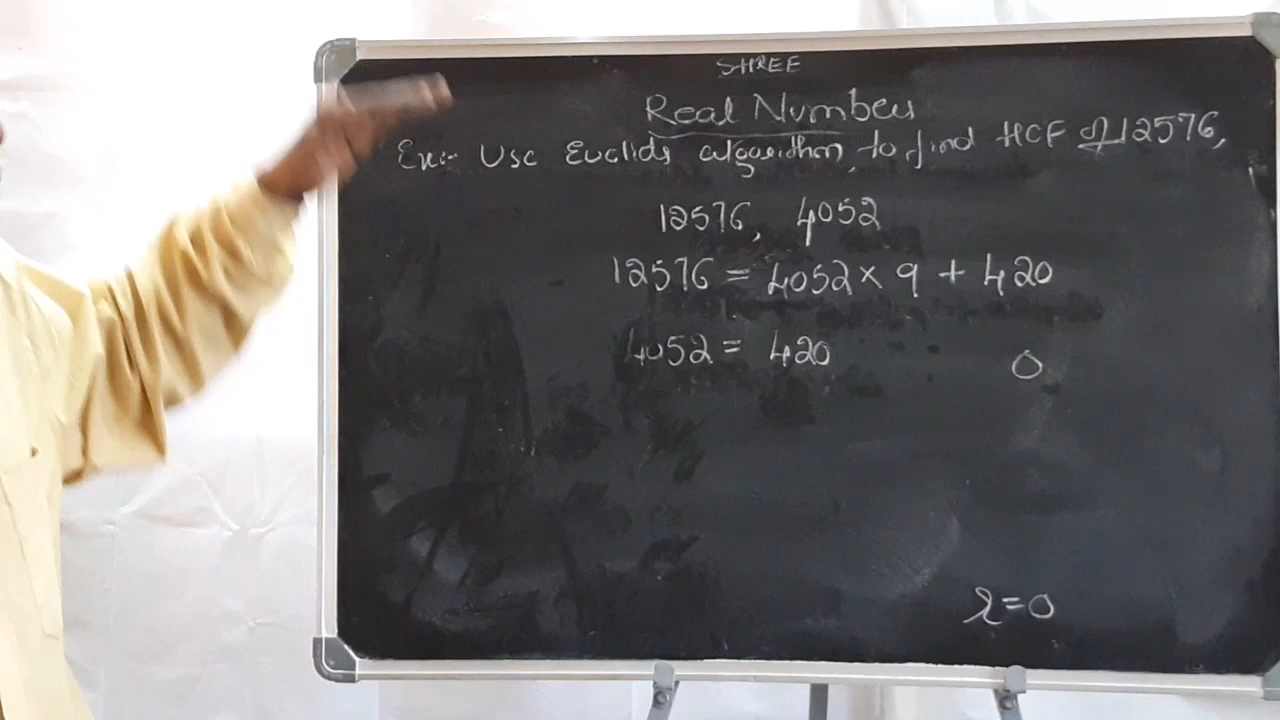 SHREE
Real Numbers
Ex:- Use Euclids algorithm, to find HCF of 12576,
12576, 4052
12576 = 4052 × 9 + 420
4052 = 420 0
r=0